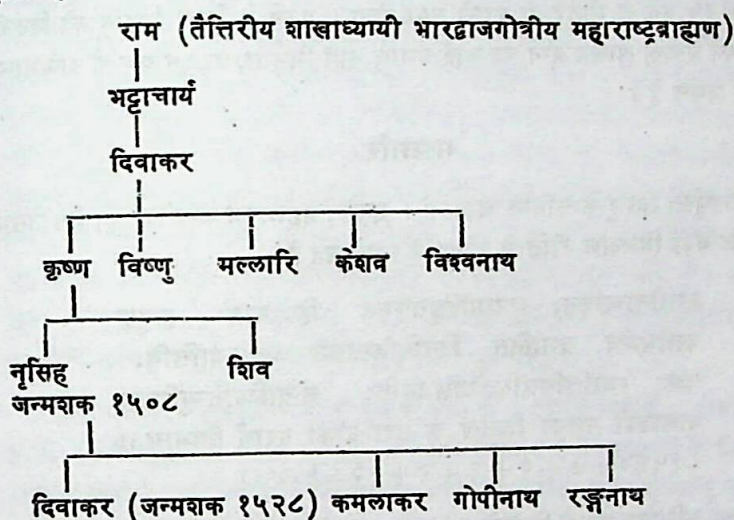 राम (तैत्तिरीय शाखाध्यायी भारद्वाजगोत्रीय महाराष्ट्रब्राह्मण)
भट्टाचार्य
दिवाकर
कृष्ण विष्णु मल्लारि केशव विश्वनाथ
नृसिंह शिव
जन्मशक १५०८
दिवाकर (जन्मशक १५२८) कमलाकर गोपीनाथ रङ्गनाथ